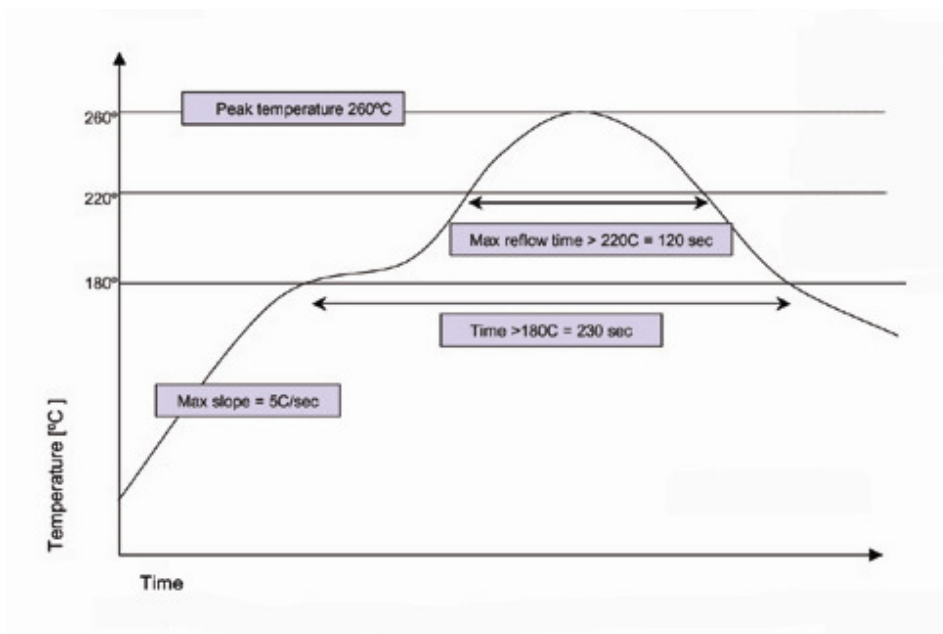 Peak temperature 260ºC
260º
220º
Max reflow time > 220C = 120 sec
180º
Time >180C = 230 sec
Max slope = 5C/sec
Temperature [ºC ]
Time